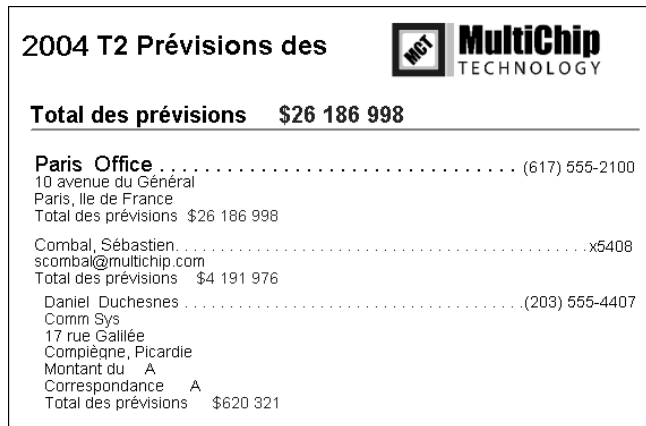 2004 T2 Prévisions des
MCT
MultiChip
TECHNOLOGY
Total des prévisions $26 186 998
Paris Office . . . . . . . . . . . . . . . . . . . . . . . . . . . . . . . . (617) 555-2100
10 avenue du Général
Paris, Ile de France
Total des prévisions $26 186 998
Combal, Sébastien. . . . . . . . . . . . . . . . . . . . . . . . . . . . . . . . . . . . . . . . x5408
scombal@multichip.com
Total des prévisions $4 191 976
Daniel Duchesnes . . . . . . . . . . . . . . . . . . . . . . . . . . . . . . . . . (203) 555-4407
Comm Sys
17 rue Galilée
Compiègne, Picardie
Montant du A
Correspondance A
Total des prévisions $620 321